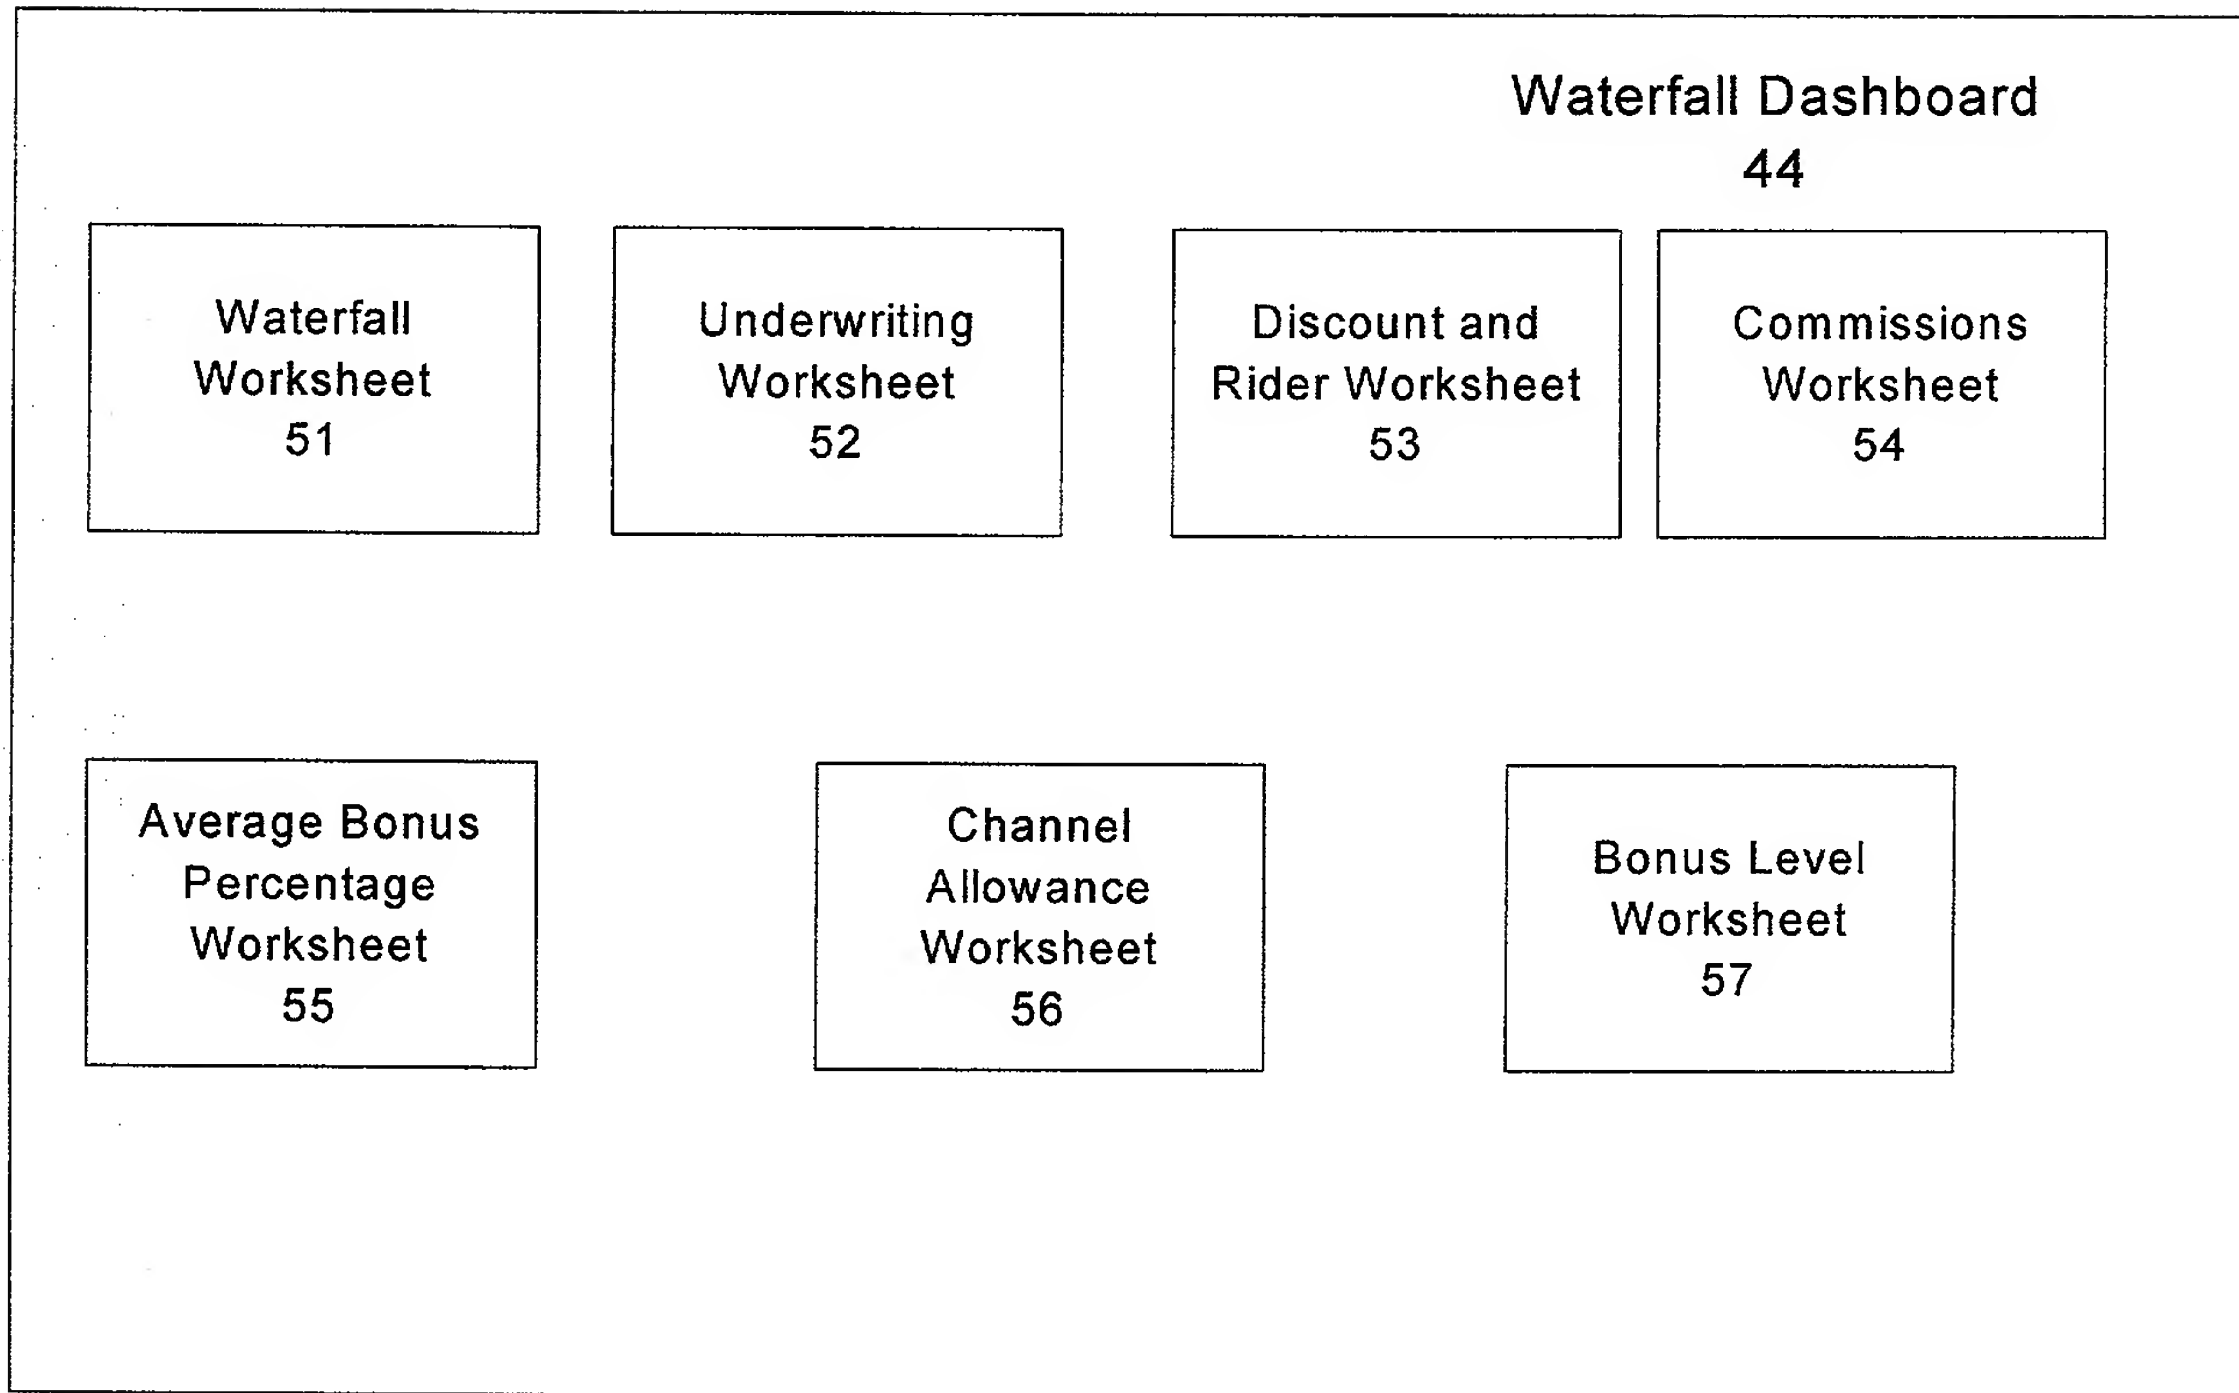 Waterfall Dashboard
44
Waterfall
Worksheet
51
Underwriting
Worksheet
52
Discount and
Rider Worksheet
53
Commissions
Worksheet
54
Average Bonus
Percentage
Worksheet
55
Channel
Allowance
Worksheet
56
Bonus Level
Worksheet
57